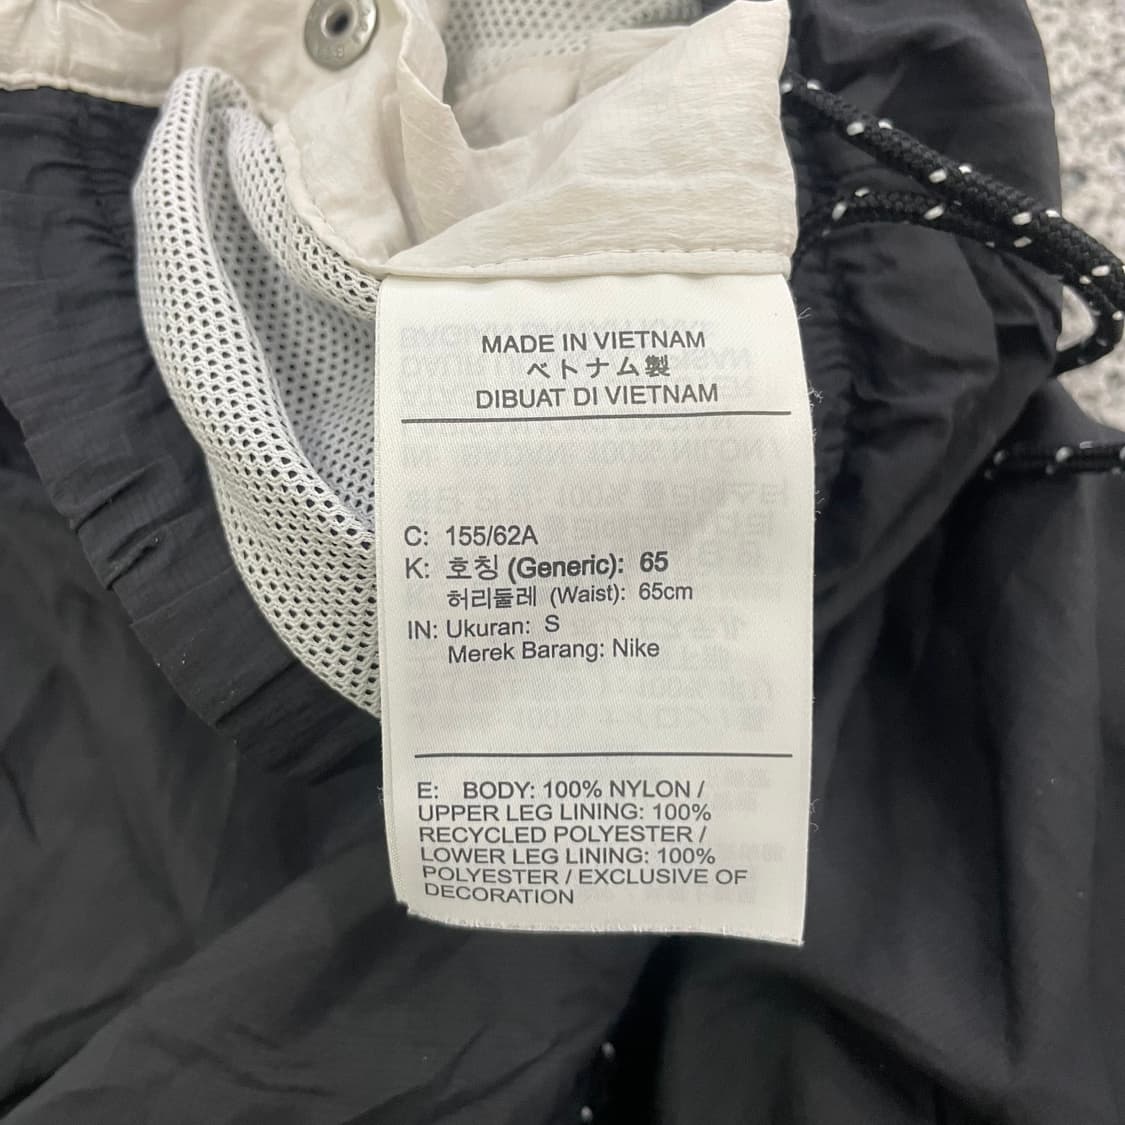 MADE IN VIETNAM
ベトナム製
DIBUAT DI VIETNAM
C: 155/62A
K: 호칭 (Generic): 65
허리둘레 (Waist): 65cm
IN: Ukuran: S
Merek Barang: Nike
E: BODY: 100% NYLON /
UPPER LEG LINING: 100%
RECYCLED POLYESTER /
LOWER LEG LINING: 100%
POLYESTER / EXCLUSIVE OF
DECORATION